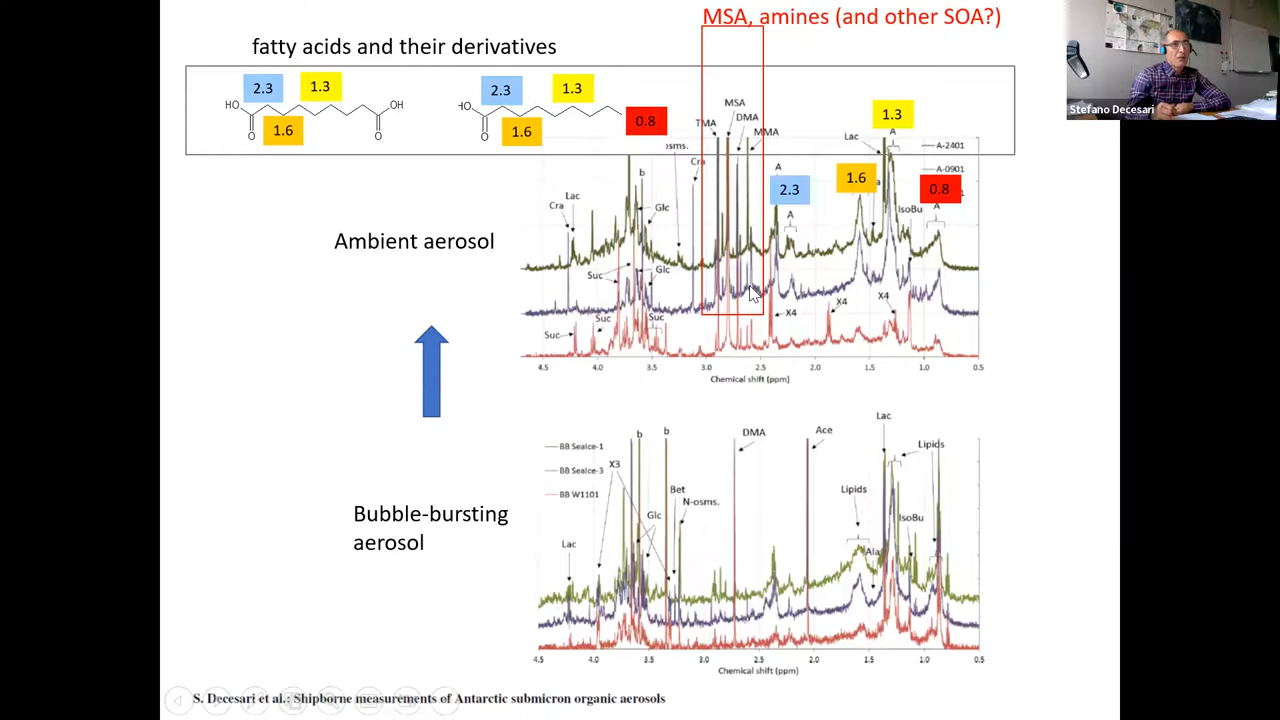 MSA, amines (and other SOA?)
fatty acids and their derivatives
2.3
1.3
HO
O
1.6
O
OH
2.3
1.3
HO
O
1.6
0.8
Stefano Decesari
1.3
MSA
TMA
DMA
MMA
Lac
A
A-2401
A-0901
Cra
b
A
2.3
1.6
0.8
Lac
Cra
Glc
A
IsoBu
A
Ambient aerosol
Suc
Glc
Suc
Suc
Suc
X4
X4
X4
4.5 4.0 3.5 3.0 2.5 2.0 1.5 1.0 0.5
Chemical shift (ppm)
BB SeaIce-1
BB SeaIce-3
BB W1101
b
b
DMA
Ace
Lac
Lipids
X3
Bet
N-osms.
Glc
Lipids
IsoBu
Ala
Lac
Bubble-bursting
aerosol
4.5 4.0 3.5 3.0 2.5 2.0 1.5 1.0 0.5
Chemical shift (ppm)
S. Decesari et al.: Shipborne measurements of Antarctic submicron organic aerosols